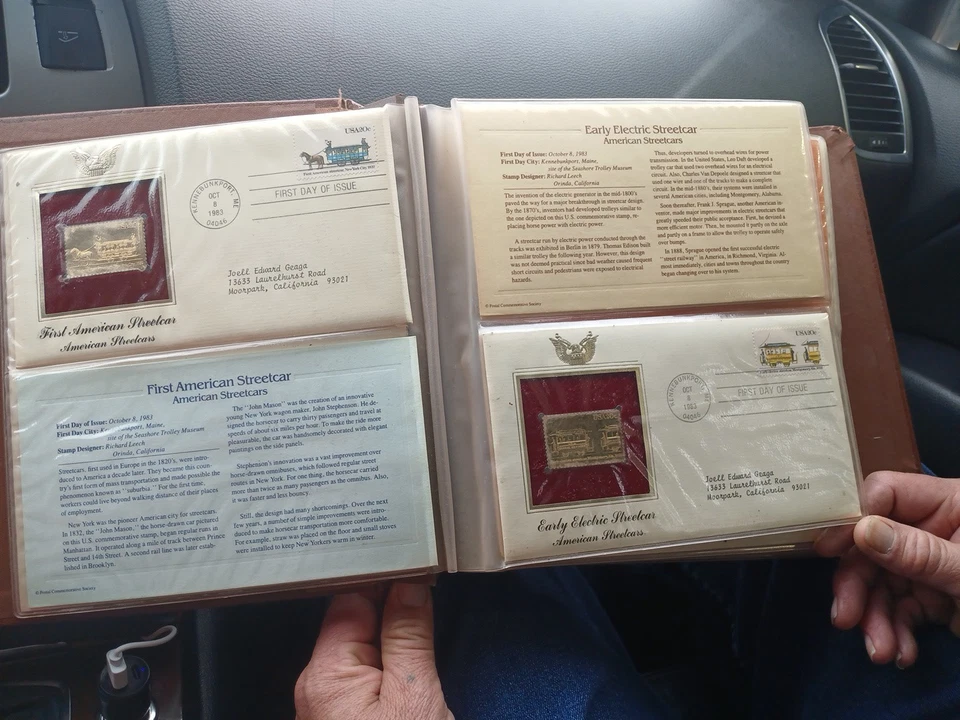 USA20c
First American streetcar, New York City, 1832
KENNEBUNKPORT, ME
OCT
8
1983
04046
FIRST DAY OF ISSUE
Joell Edward Geaga
13633 Laurelhurst Road
Moorpark, California 93021
First American Streetcar
American Streetcars
First American Streetcar
American Streetcars
First Day of Issue: October 8, 1983
First Day City: Kennebunkport, Maine,
site of the Seashore Trolley Museum
Stamp Designer: Richard Leech
Orinda, California
Streetcars, first used in Europe in the 1820's, were intro-
duced to America a decade later. They became this coun-
try's first form of mass transportation and made possible the
phenomenon known as "suburbia." For the first time,
workers could live beyond walking distance of their places
of employment.
New York was the pioneer American city for streetcars.
In 1832, the "John Mason," the horse-drawn car pictured
on this U.S. commemorative stamp, began regular runs in
Manhattan. It operated along a mile of track between Prince
Street and 14th Street. A second rail line was later estab-
lished in Brooklyn.
The "John Mason" was the creation of an innovative
young New York wagon maker, John Stephenson. He de-
signed the horsecar to carry thirty passengers and travel at
speeds of about six miles per hour. To make the ride more
pleasurable, the car was handsomely decorated with elegant
paintings on the side panels.
Stephenson's innovation was a vast improvement over
horse-drawn omnibuses, which followed regular street
routes in New York. For one thing, the horsecar carried
more than twice as many passengers as the omnibus. Also,
it was faster and less bouncy.
Still, the design had many shortcomings. Over the next
few years, a number of simple improvements were intro-
duced to make horsecar transportation more comfortable.
For example, straw was placed on the floor and small stoves
were installed to keep New Yorkers warm in winter.
© Postal Commemorative Society
Early Electric Streetcar
American Streetcars
First Day of Issue: October 8, 1983
First Day City: Kennebunkport, Maine,
site of the Seashore Trolley Museum
Stamp Designer: Richard Leech
Orinda, California
The invention of the electric generator in the mid-1800's
paved the way for a major breakthrough in streetcar design.
By the 1870's, inventors had developed trolleys similar to
the one depicted on this U.S. commemorative stamp, re-
placing horse power with electric power.
A streetcar run by electric power conducted through the
tracks was exhibited in Berlin in 1879. Thomas Edison built
a similar trolley the following year. However, this design
was not deemed practical since bad weather caused frequent
short circuits and pedestrians were exposed to electrical
hazards.
Thus, developers turned to overhead wires for power
transmission. In the United States, Leo Daft developed a
trolley car that used two overhead wires for an electrical
circuit. Also, Charles Van Depoele designed a streetcar that
used one wire and one of the tracks to make a complete
circuit. In the mid-1880's, their systems were installed in
several American cities, including Montgomery, Alabama.
Soon thereafter, Frank J. Sprague, another American in-
ventor, made major improvements in electric streetcars that
greatly speeded their public acceptance. First, he devised a
more efficient motor. Then, he mounted it partly on the axle
and partly on a frame to allow the trolley to operate safely
over bumps.
In 1888, Sprague opened the first successful electric
"street railway" in America, in Richmond, Virginia. Al-
most immediately, cities and towns throughout the country
began changing over to his system.
© Postal Commemorative Society
USA20c
KENNEBUNKPORT, ME
OCT
8
1983
04046
FIRST DAY OF ISSUE
Joell Edward Geaga
13633 Laurelhurst Road
Moorpark, California 93021
Early Electric Streetcar
American Streetcars